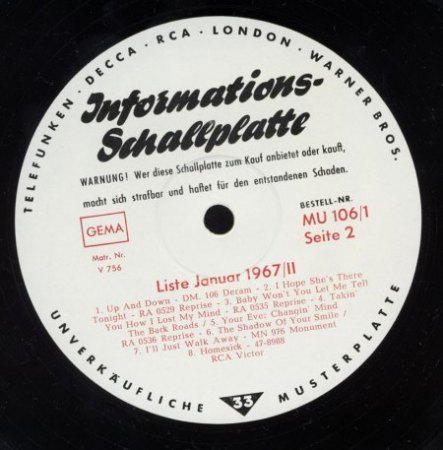 TELEFUNKEN · DECCA · RCA · LONDON · WARNER BROS.
Informations-
Schallplatte
WARNUNG! Wer diese Schallplatte zum Kauf anbietet oder kauft,
macht sich strafbar und haftet für den entstandenen Schaden.
GEMA
Matr. Nr.
V 756
BESTELL-NR.
MU 106/1
Seite 2
Liste Januar 1967/II
1. Up And Down - DM. 106 Deram - 2. I Hope She's There
Tonight - RA 0529 Reprise - 3. Baby Won't You Let Me Tell
You How I Lost My Mind - RA 0535 Reprise - 4. Takin'
The Back Roads / 5. Your Eve: Changin' Mind
RA 0536 Reprise - 6. The Shadow Of Your Smile /
7. I'll Just Walk Away - MN 976 Monument
8. Homesick - 47-8988
RCA Victor
UNVERKÄUFLICHE 33 MUSTERPLATTE